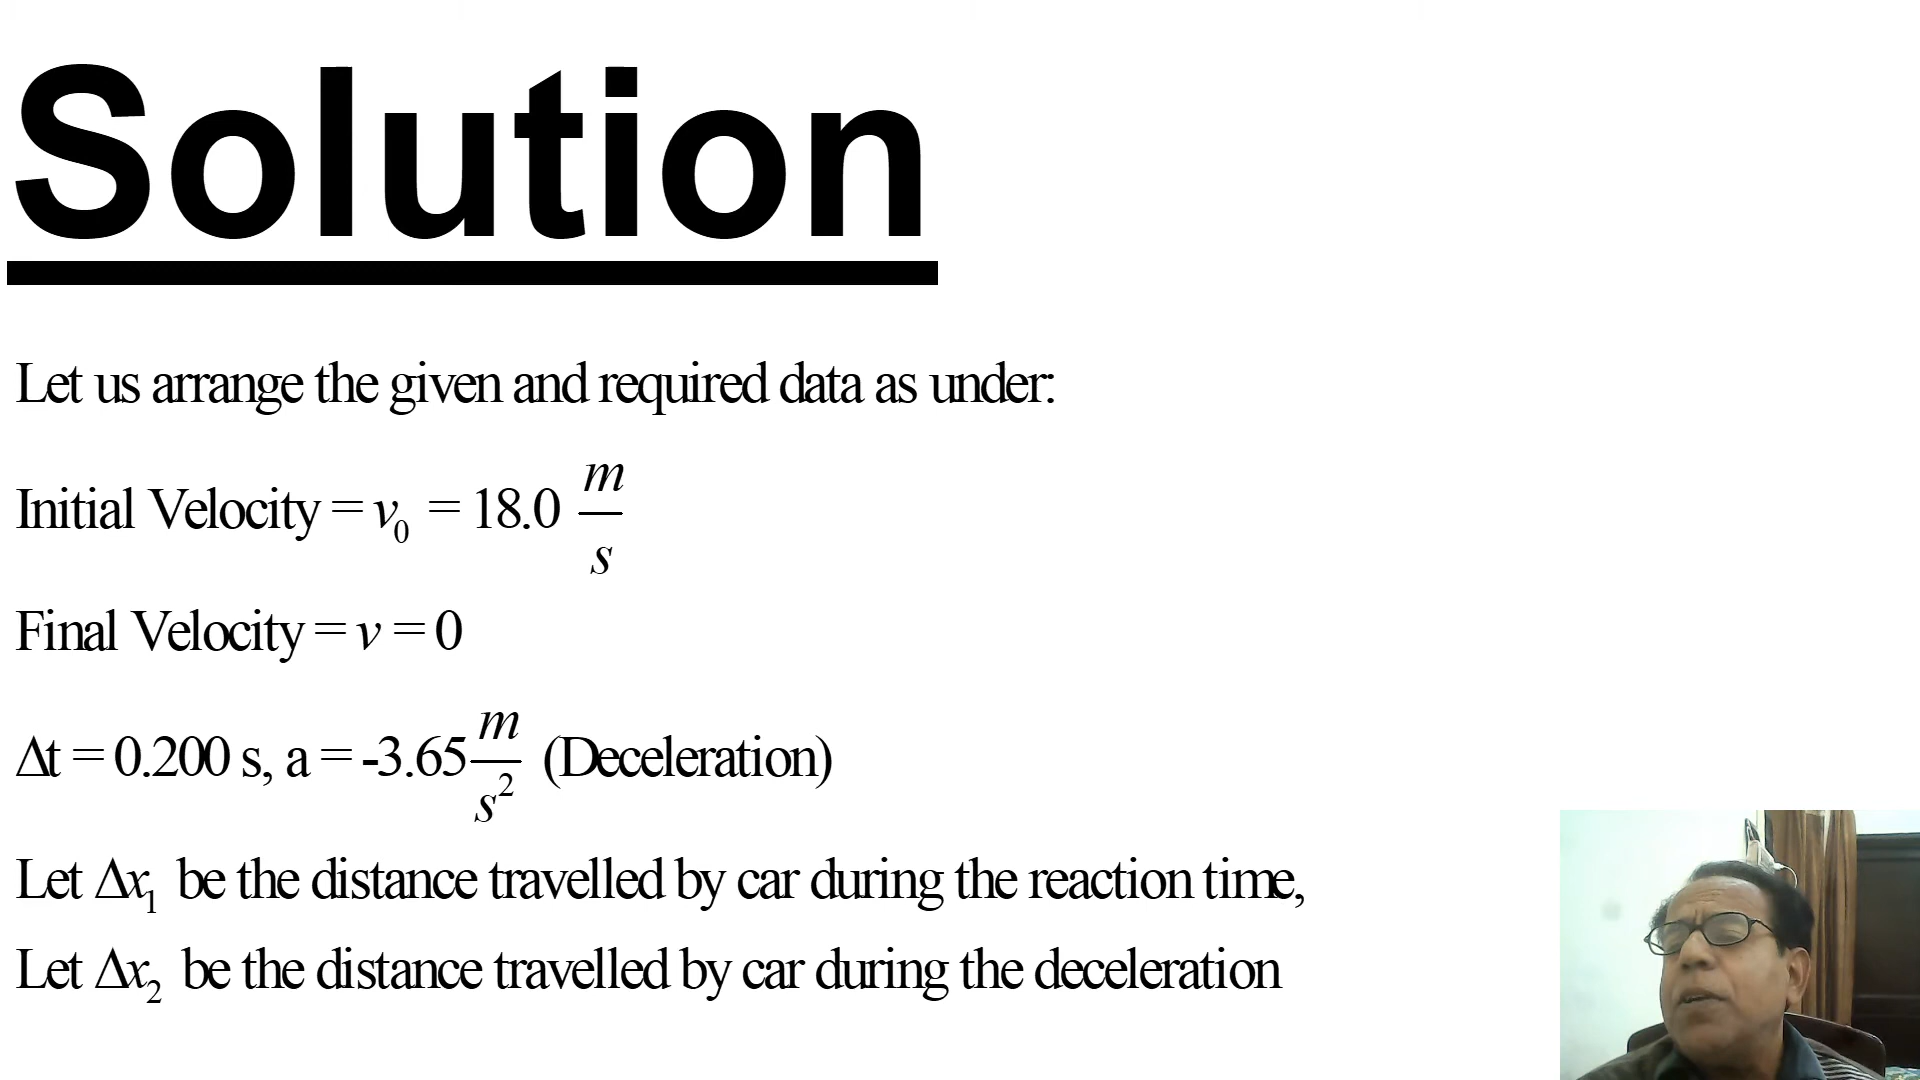 Solution
Let us arrange the given and required data as under:
Initial Velocity = v₀ = 18.0 m/s
Final Velocity = v = 0
Δt = 0.200 s, a = -3.65 m/s² (Deceleration)
Let Δx₁ be the distance travelled by car during the reaction time,
Let Δx₂ be the distance travelled by car during the deceleration